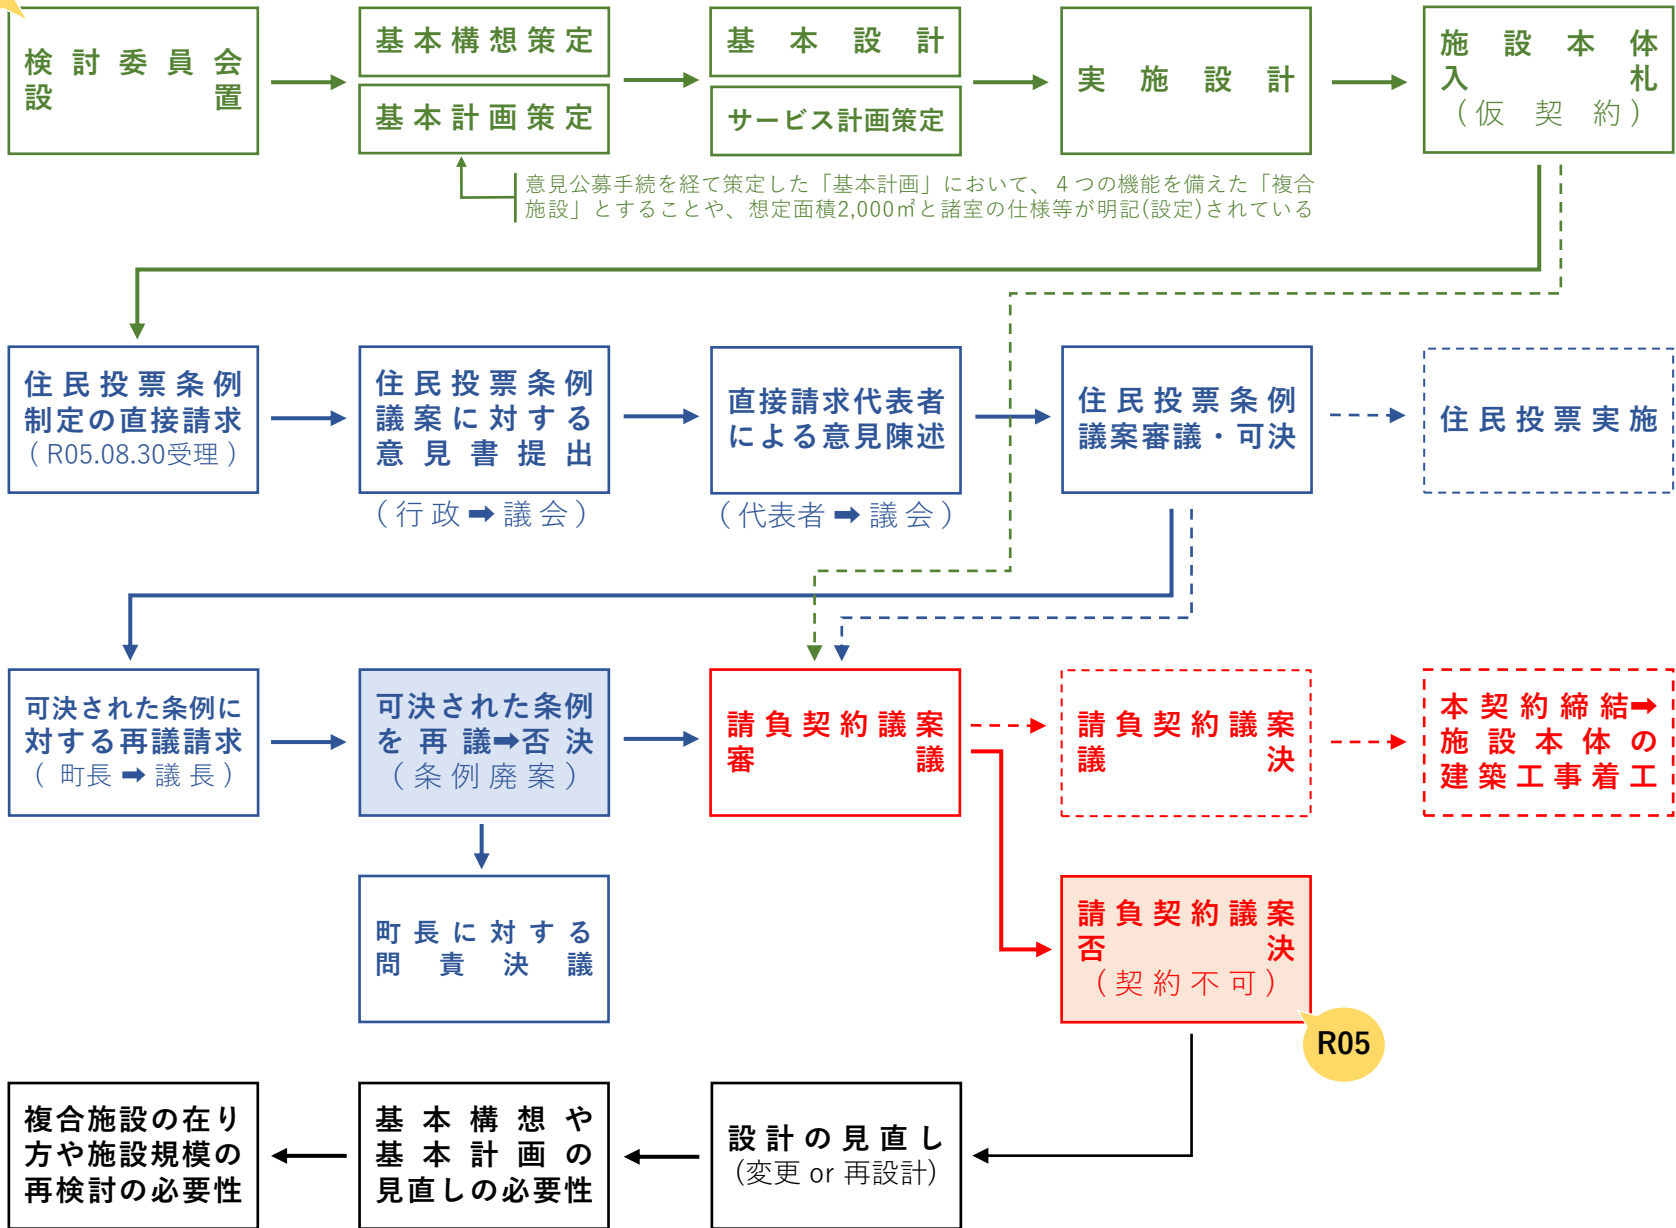 検討委員会
設置
基本構想策定
基本計画策定
基本設計
サービス計画策定
実施設計
施設本体
入札
（仮契約）
意見公募手続を経て策定した「基本計画」において、４つの機能を備えた「複合
施設」とすることや、想定面積2,000㎡と諸室の仕様等が明記(設定)されている
住民投票条例
制定の直接請求
（R05.08.30受理）
住民投票条例
議案に対する
意見書提出
（行政➡議会）
直接請求代表者
による意見陳述
（代表者➡議会）
住民投票条例
議案審議・可決
住民投票実施
可決された条例に
対する再議請求
（町長➡議長）
可決された条例
を再議➡否決
（条例廃案）
請負契約議案
審議
請負契約議案
議決
本契約締結➡
施設本体の
建築工事着工
町長に対する
問責決議
請負契約議案
否決
（契約不可）
R05
複合施設の在り
方や施設規模の
再検討の必要性
基本構想や
基本計画の
見直しの必要性
設計の見直し
(変更 or 再設計)